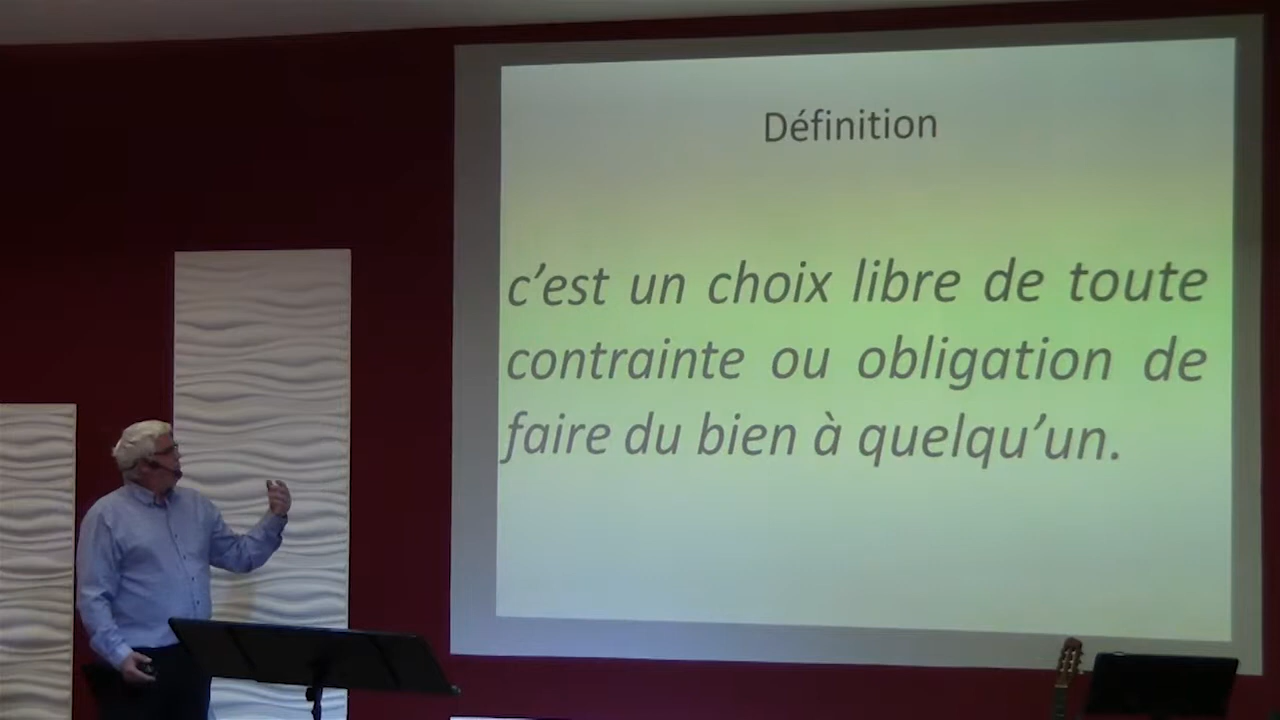 Définition
c'est un choix libre de toute
contrainte ou obligation de
faire du bien à quelqu'un.